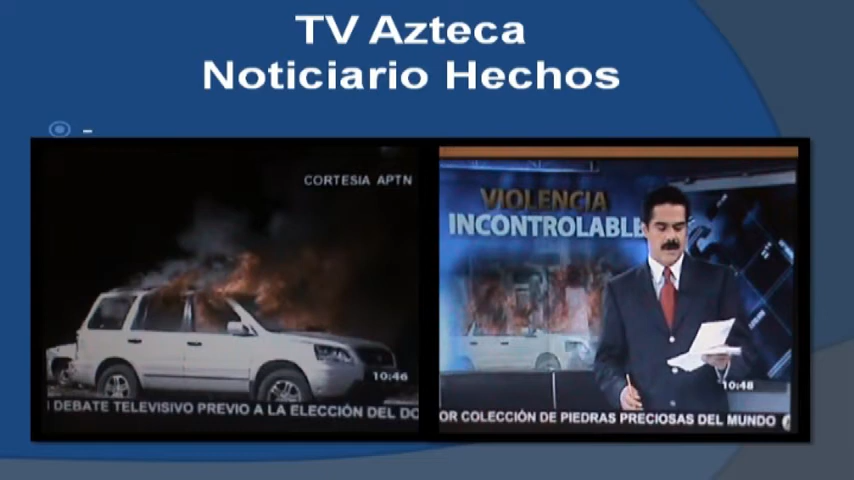 TV Azteca
Noticiario Hechos
-
CORTESIA APTN
10:46
DEBATE TELEVISIVO PREVIO A LA ELECCIÓN DEL
VIOLENCIA
INCONTROLABLE
10:48
COLECCIÓN DE PIEDRAS PRECIOSAS DEL MUNDO